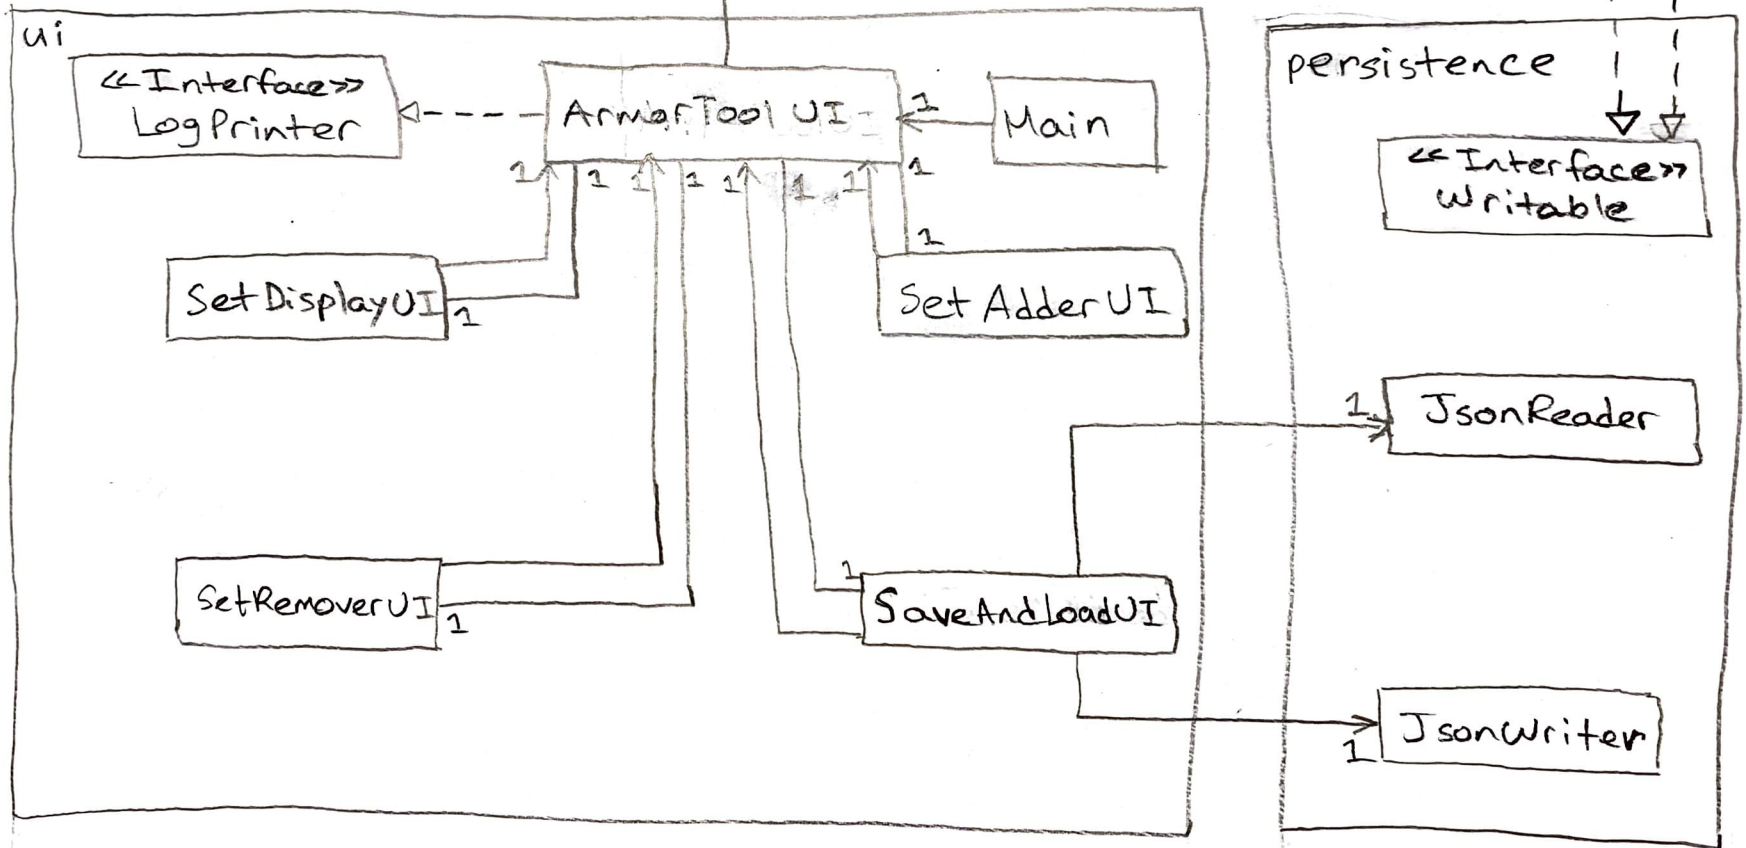 ui
persistence
<<Interface>>
LogPrinter
ArmorTool UI
1
Main
<<Interface>>
Writable
1
1
1
1
1
1
1
1
1
SetDisplayUI
1
Set Adder UI
1
JsonReader
SetRemoverUI
1
1
SaveAndLoadUI
JsonWriter
1